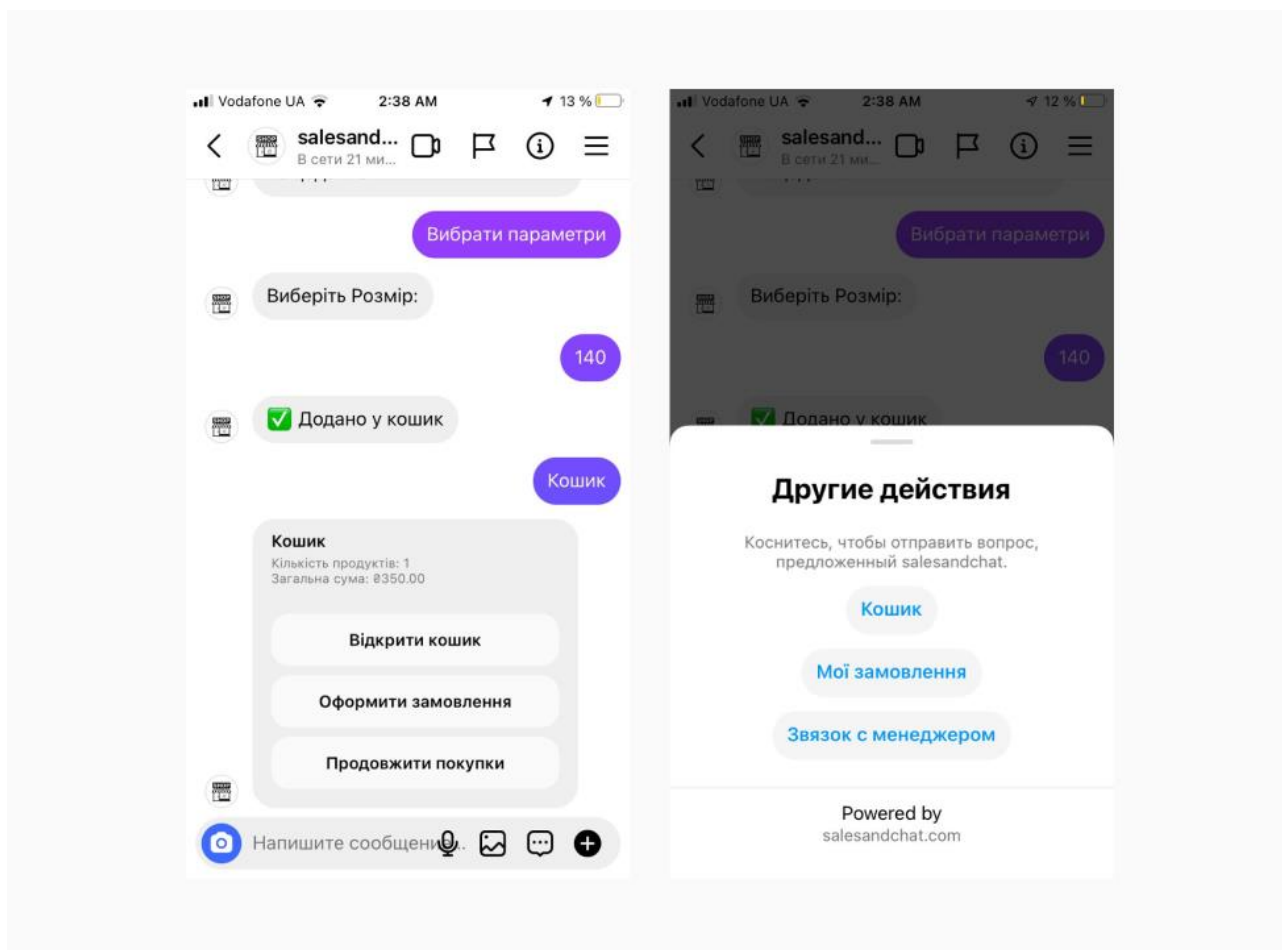 Vodafone UA 2:38 AM 13 %
salesand...
В сети 21 ми...
Вибрати параметри
Виберіть Розмір:
140
✅ Додано у кошик
Кошик
Кошик
Кількість продуктів: 1
Загальна сума: ₴350.00
Відкрити кошик
Оформити замовлення
Продовжити покупки
Напишите сообщение...
Vodafone UA 2:38 AM 12 %
salesand...
В сети 21 ми...
Вибрати параметри
Виберіть Розмір:
140
✅ Додано у кошик
Другие действия
Коснитесь, чтобы отправить вопрос,
предложенный salesandchat.
Кошик
Мої замовлення
Звязок с менеджером
Powered by
salesandchat.com